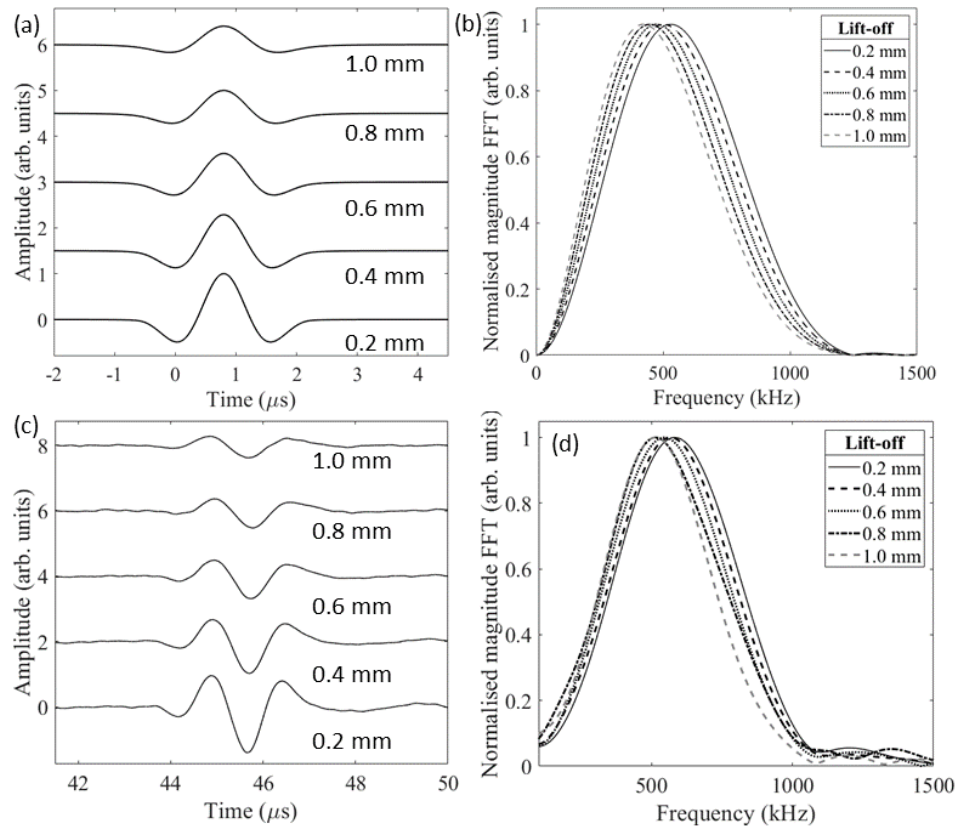 (a)
Amplitude (arb. units)
6
5
4
3
2
1
0
1.0 mm
0.8 mm
0.6 mm
0.4 mm
0.2 mm
-2 -1 0 1 2 3 4
Time (μs)
(b)
Normalised magnitude FFT (arb. units)
1
0.8
0.6
0.4
0.2
0
Lift-off
0.2 mm
0.4 mm
0.6 mm
0.8 mm
1.0 mm
0 500 1000 1500
Frequency (kHz)
(c)
Amplitude (arb. units)
8
6
4
2
0
1.0 mm
0.8 mm
0.6 mm
0.4 mm
0.2 mm
42 44 46 48 50
Time (μs)
(d)
Normalised magnitude FFT (arb. units)
1
0.8
0.6
0.4
0.2
0
Lift-off
0.2 mm
0.4 mm
0.6 mm
0.8 mm
1.0 mm
500 1000 1500
Frequency (kHz)